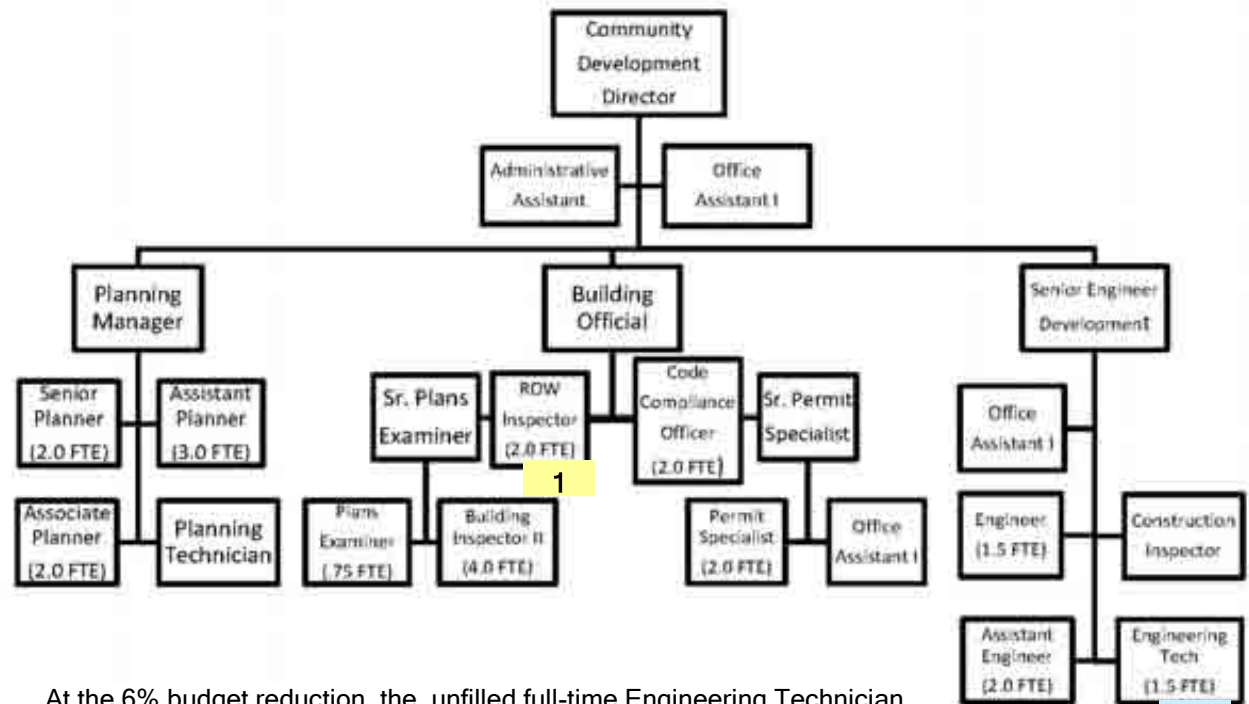 Community
Development
Director
Administrative
Assistant
Office
Assistant I
Planning
Manager
Building
Official
Senior Engineer
Development
Senior
Planner
(2.0 FTE)
Assistant
Planner
(3.0 FTE)
Sr. Plans
Examiner
ROW
Inspector
(2.0 FTE)
1
Code
Compliance
Officer
(2.0 FTE)
Sr. Permit
Specialist
Office
Assistant I
Associate
Planner
(2.0 FTE)
Planning
Technician
Plans
Examiner
(.75 FTE)
Building
Inspector II
(4.0 FTE)
Permit
Specialist
(2.0 FTE)
Office
Assistant I
Engineer
(1.5 FTE)
Construction
Inspector
Assistant
Engineer
(2.0 FTE)
Engineering
Tech
(1.5 FTE)
At the 6% budget reduction, the unfilled full-time Engineering Technician